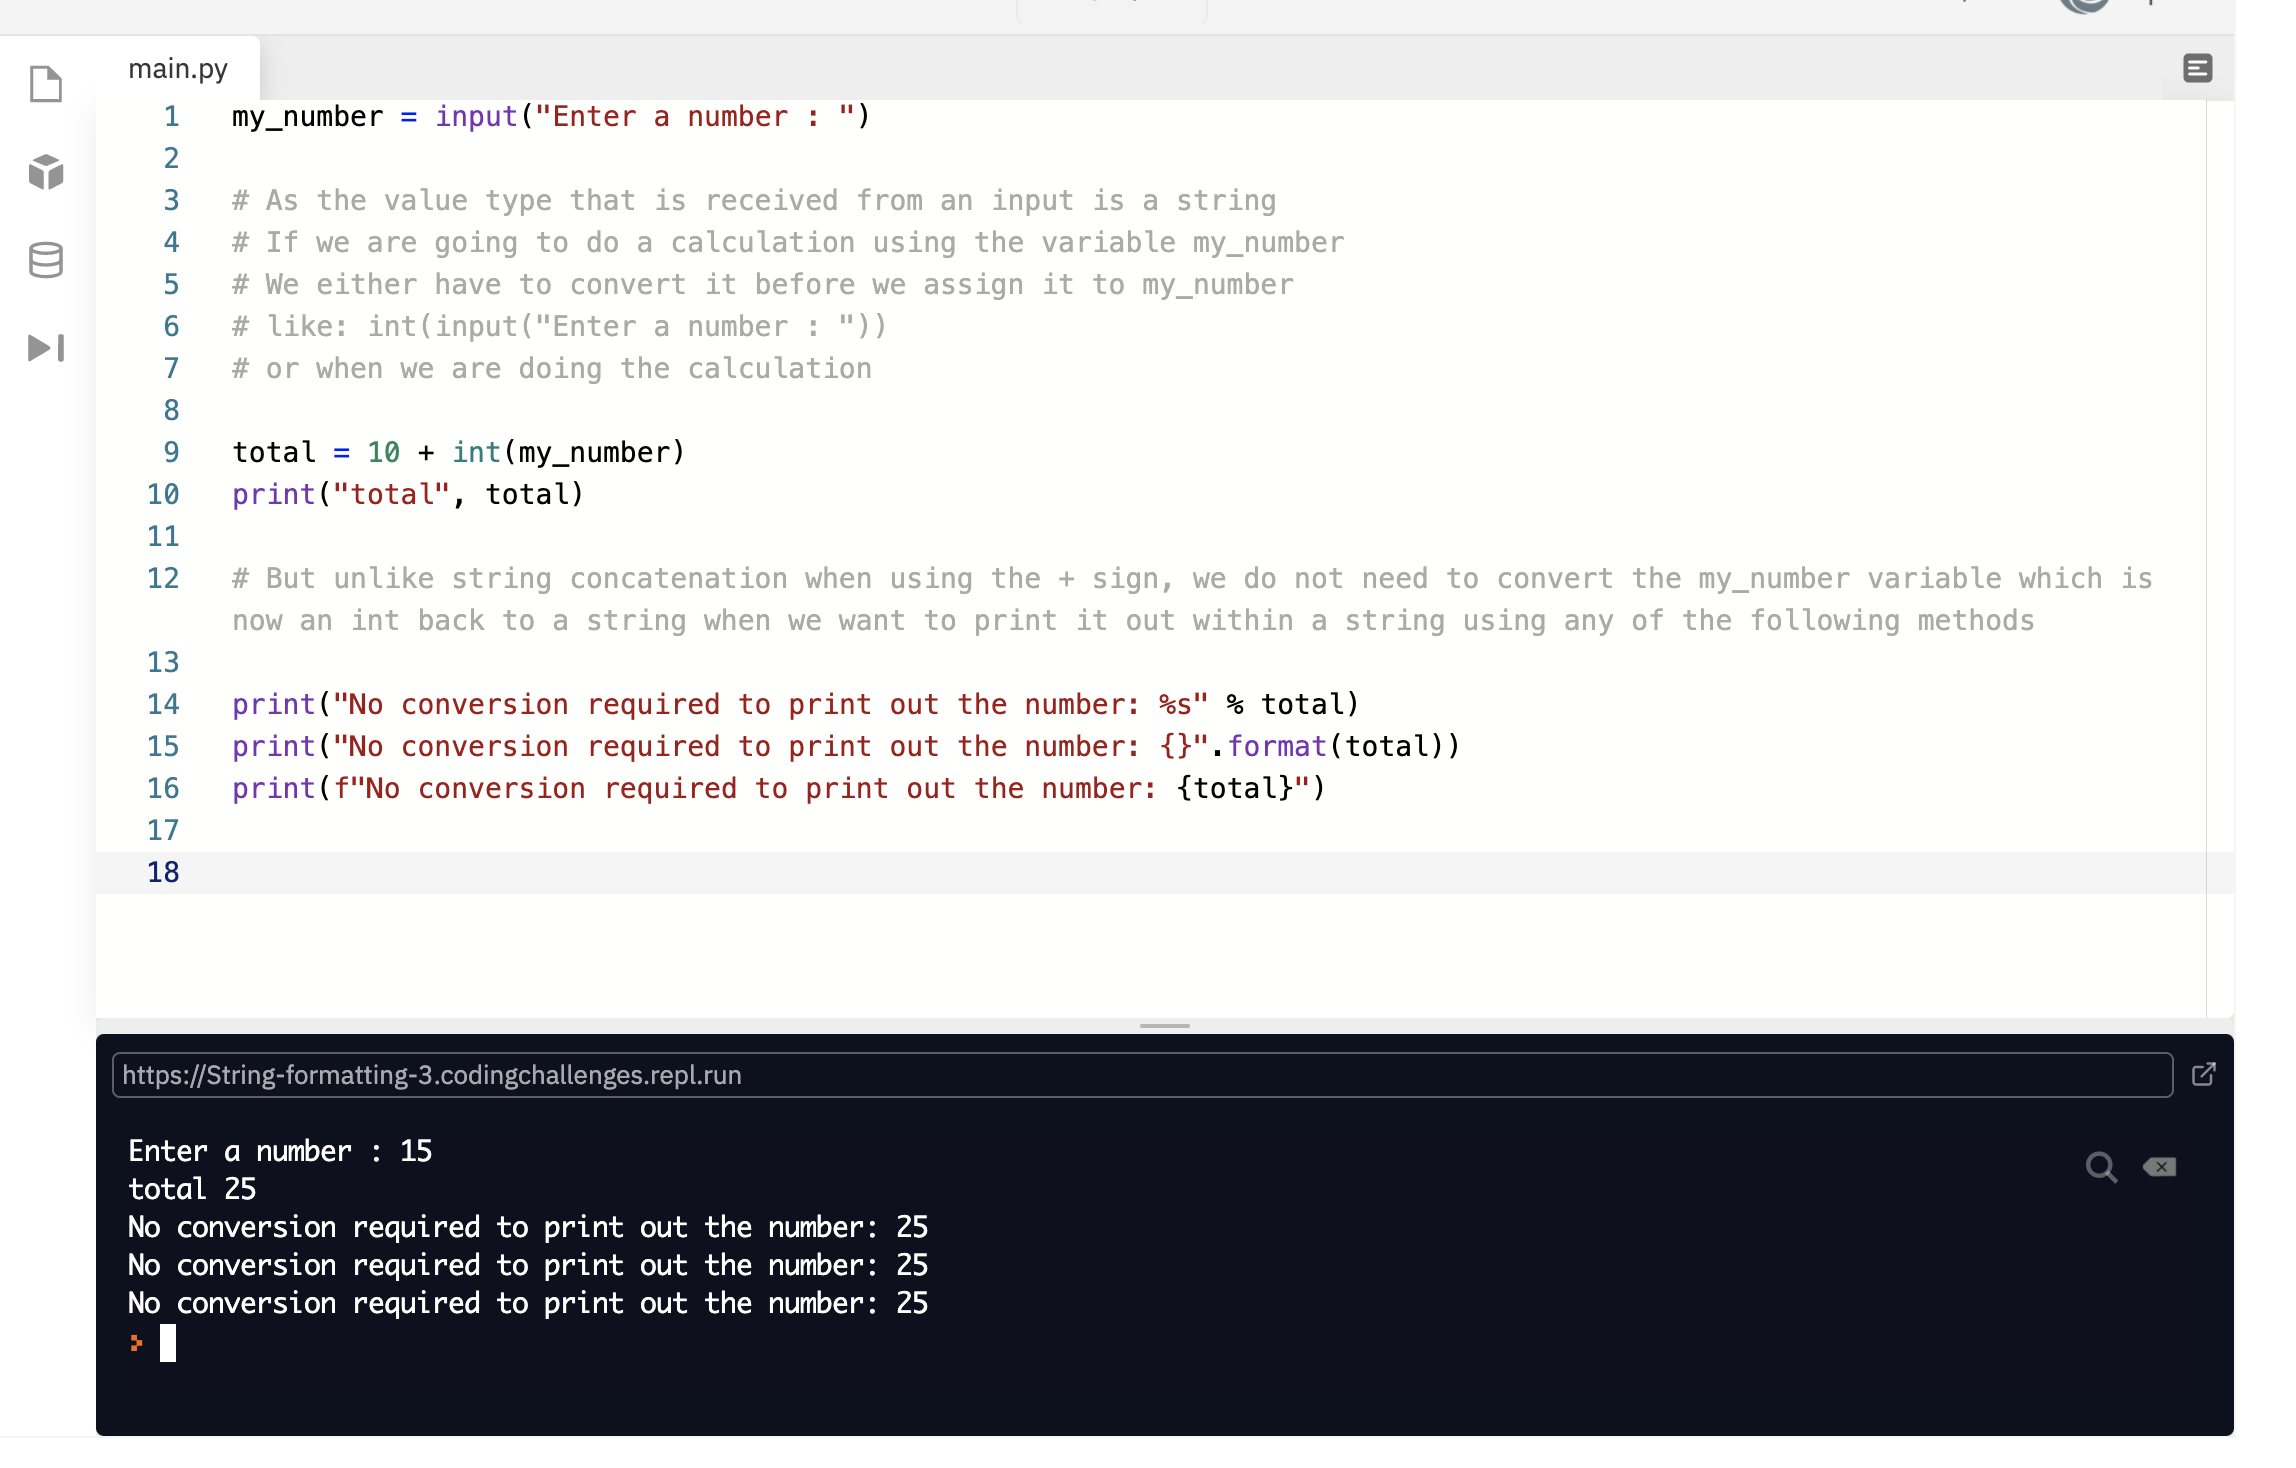 main.py
1 my_number = input("Enter a number : ")
2
3 # As the value type that is received from an input is a string
4 # If we are going to do a calculation using the variable my_number
5 # We either have to convert it before we assign it to my_number
6 # like: int(input("Enter a number : "))
7 # or when we are doing the calculation
8
9 total = 10 + int(my_number)
10 print("total", total)
11
12 # But unlike string concatenation when using the + sign, we do not need to convert the my_number variable which is
now an int back to a string when we want to print it out within a string using any of the following methods
13
14 print("No conversion required to print out the number: %s" % total)
15 print("No conversion required to print out the number: {}".format(total))
16 print(f"No conversion required to print out the number: {total}")
17
18
https://String-formatting-3.codingchallenges.repl.run
Enter a number : 15
total 25
No conversion required to print out the number: 25
No conversion required to print out the number: 25
No conversion required to print out the number: 25